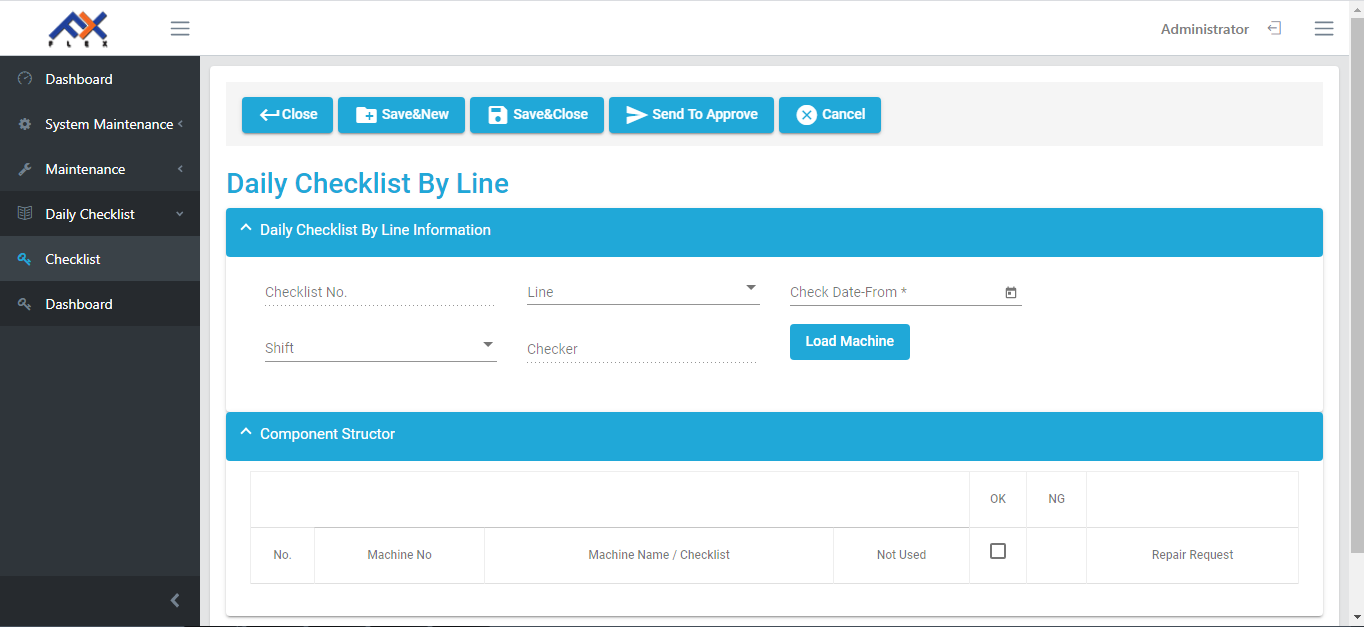 FLEX
Administrator
Dashboard
System Maintenance
Maintenance
Daily Checklist
Checklist
Dashboard
Close Save&New Save&Close Send To Approve Cancel
Daily Checklist By Line
Daily Checklist By Line Information
Checklist No. Line Check Date-From *
Shift Checker Load Machine
Component Structor
OK NG
No. Machine No Machine Name / Checklist Not Used Repair Request